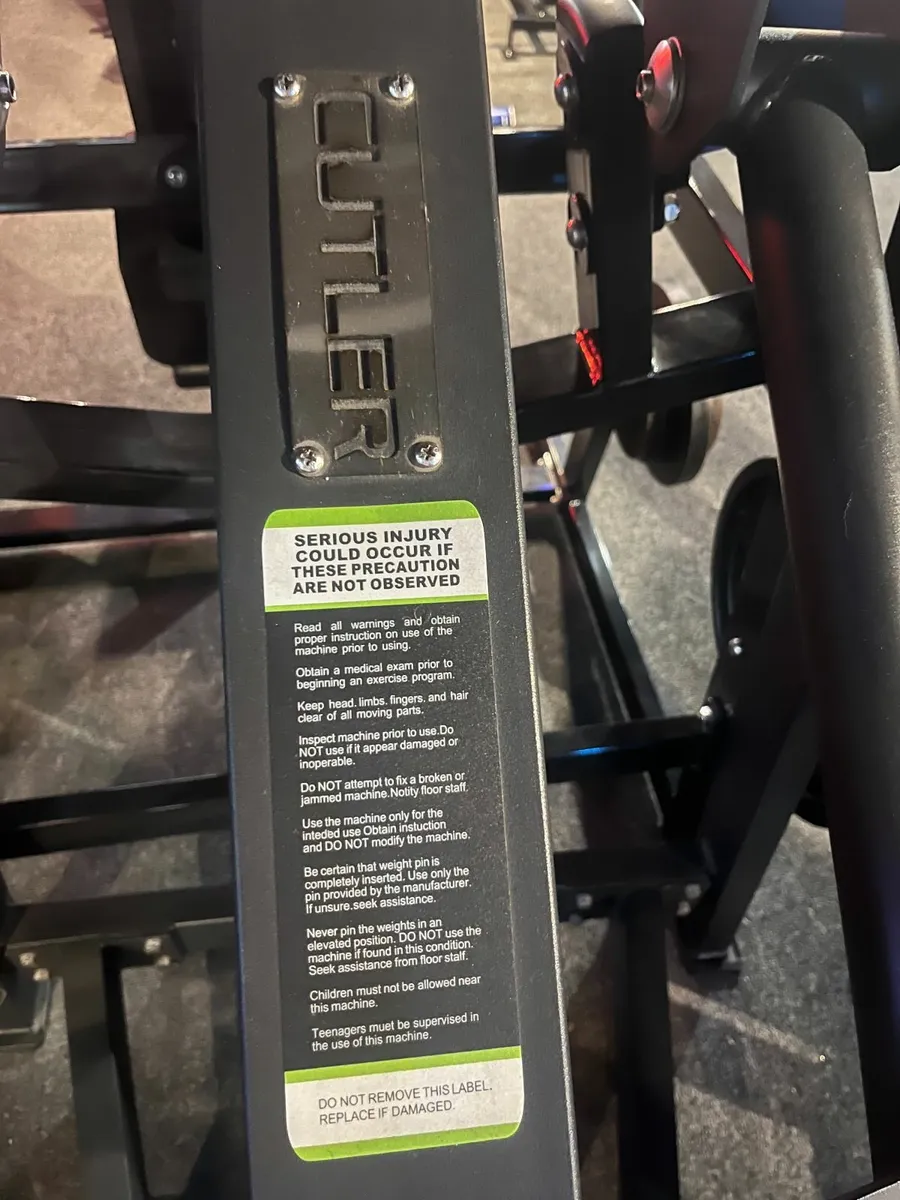 CUTLER
SERIOUS INJURY
COULD OCCUR IF
THESE PRECAUTION
ARE NOT OBSERVED
Read all warnings and obtain
proper instruction on use of the
machine prior to using.
Obtain a medical exam prior to
beginning an exercise program.
Keep head. limbs. fingers. and hair
clear of all moving parts.
Inspect machine prior to use.Do
NOT use if it appear damaged or
inoperable.
Do NOT attempt to fix a broken or
jammed machine.Notity floor staff.
Use the machine only for the
inteded use Obtain instuction
and DO NOT modify the machine.
Be certain that weight pin is
completely inserted. Use only the
pin provided by the manufacturer.
If unsure.seek assistance.
Never pin the weights in an
elevated position. DO NOT use the
machine if found in this condition.
Seek assistance from floor staff.
Children must not be allowed near
this machine.
Teenagers muet be supervised in
the use of this machine.
DO NOT REMOVE THIS LABEL.
REPLACE IF DAMAGED.